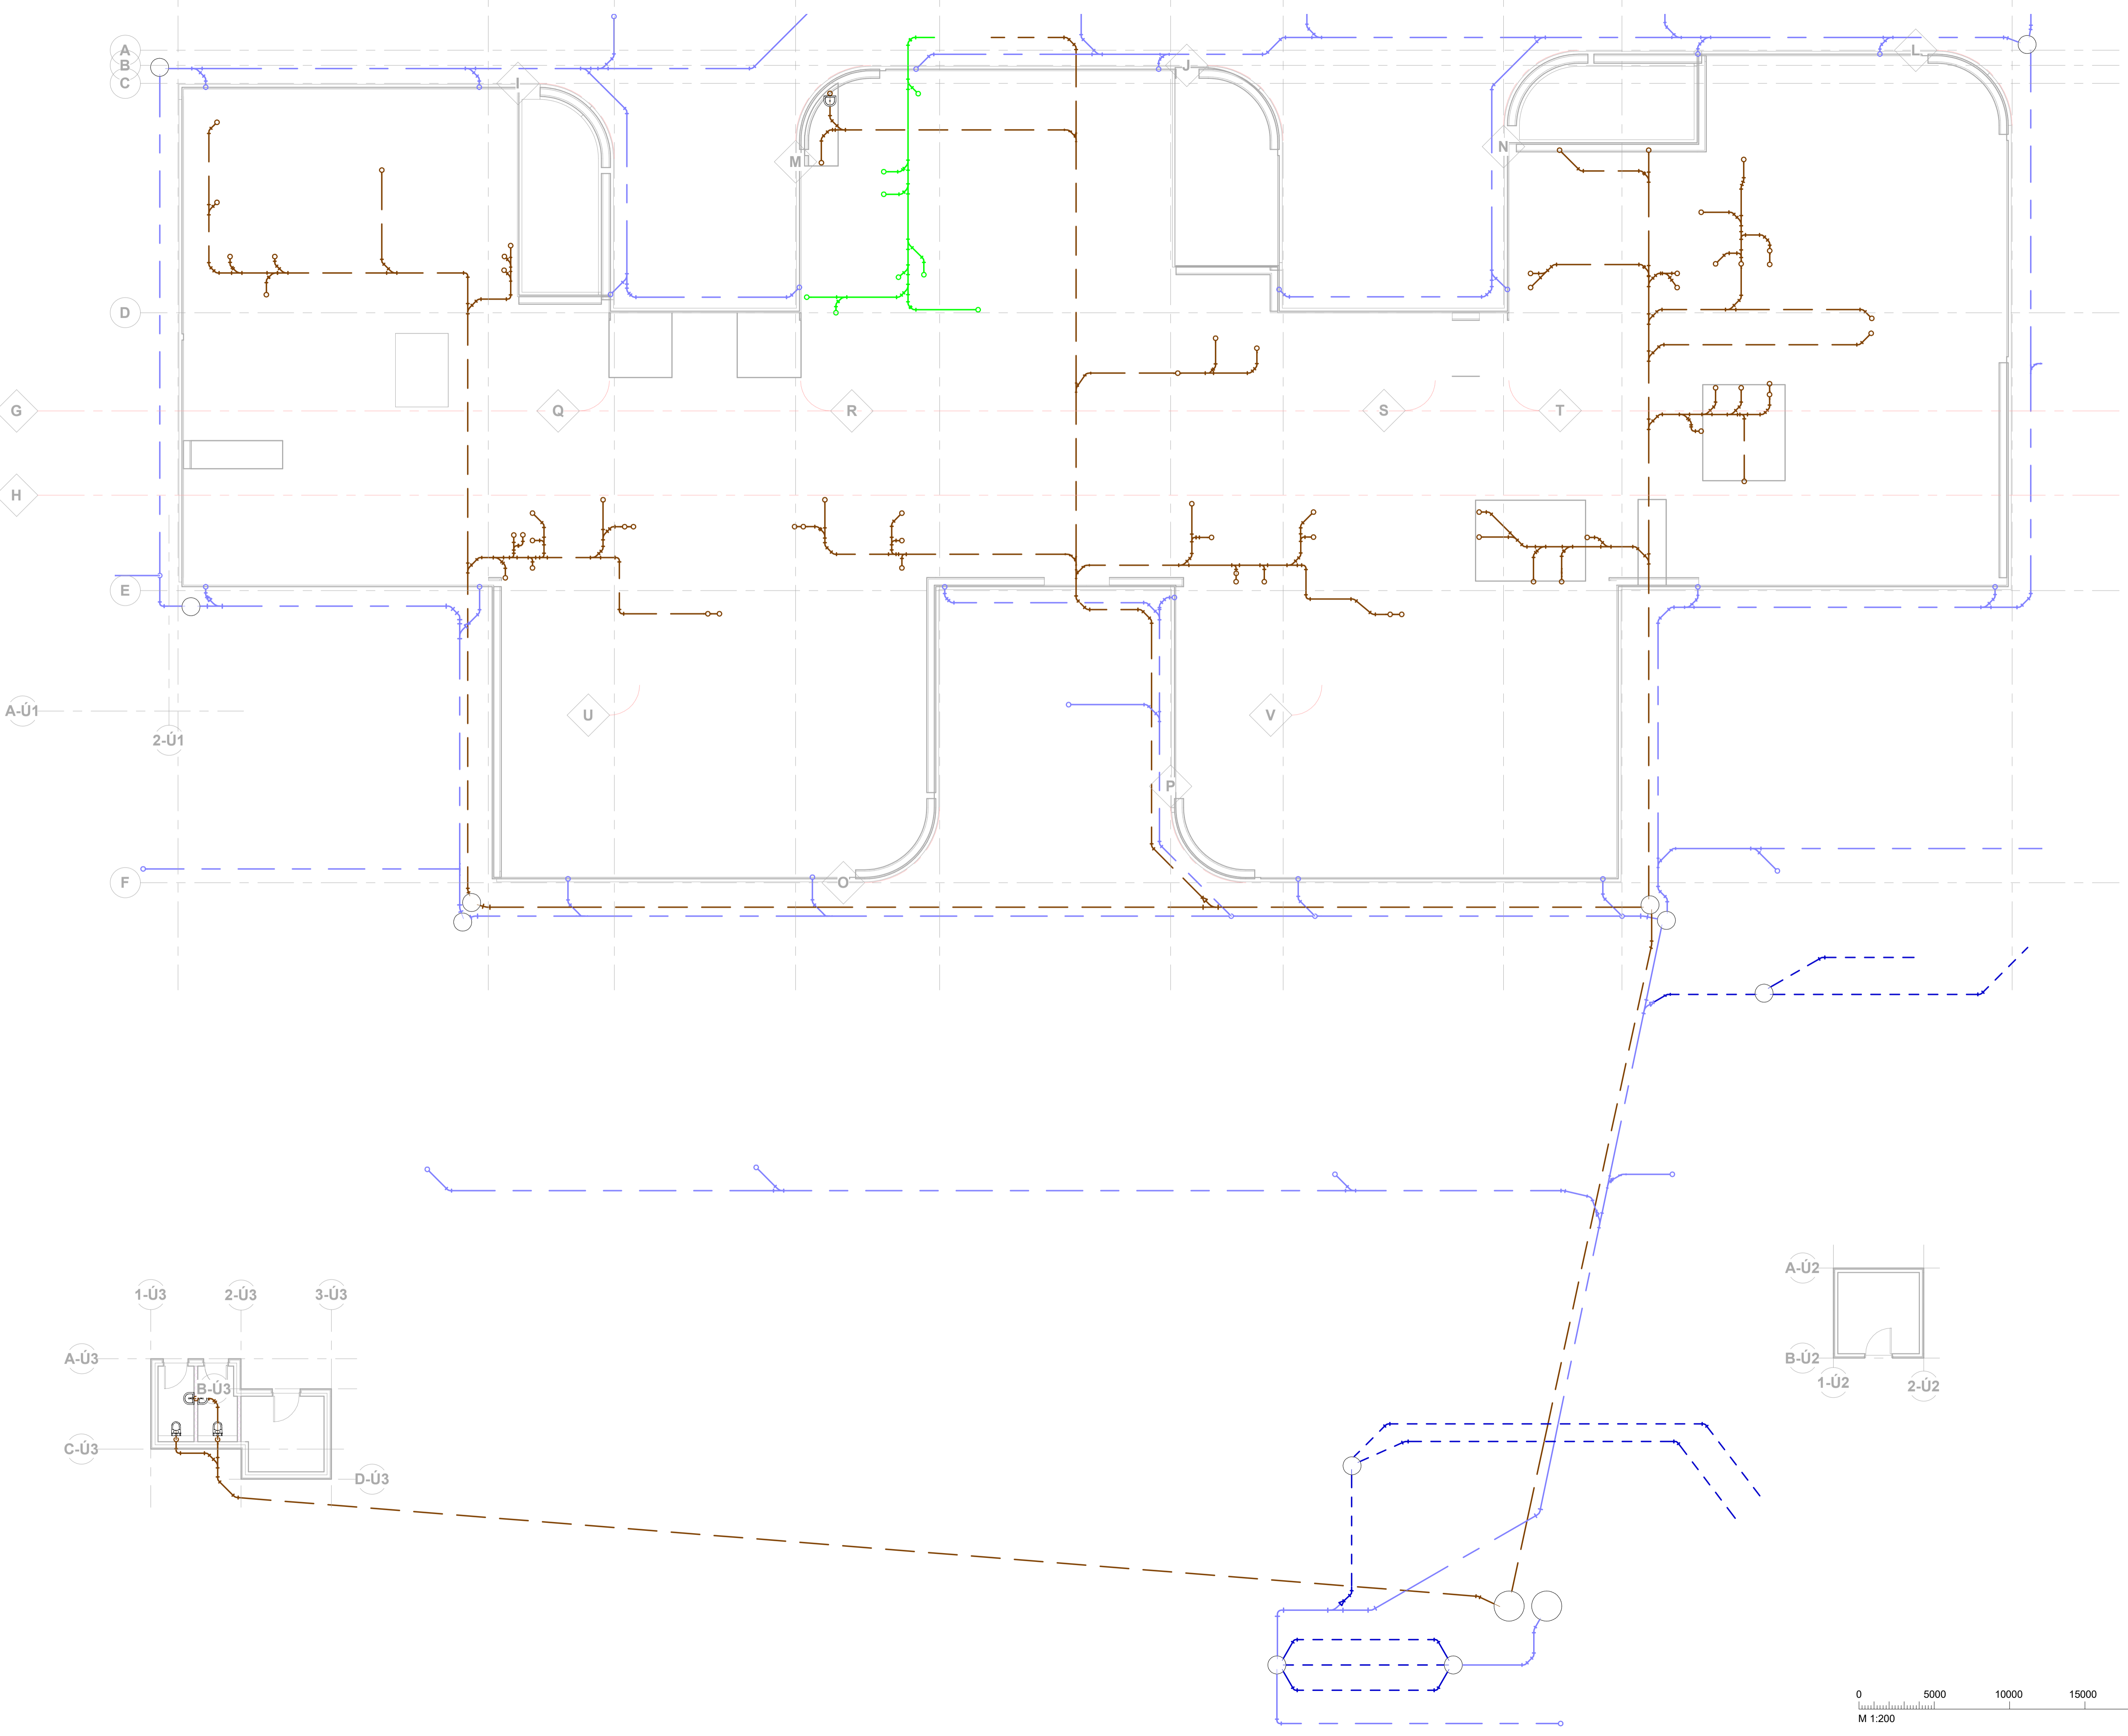 A
B
C
I
J
L
M
N
D
G
Q
R
S
T
H
E
A-Ú1
2-Ú1
U
V
P
F
O
1-Ú3
2-Ú3
3-Ú3
A-Ú3
B-Ú3
C-Ú3
D-Ú3
A-Ú2
B-Ú2
1-Ú2
2-Ú2
0 5000 10000 15000
M 1:200